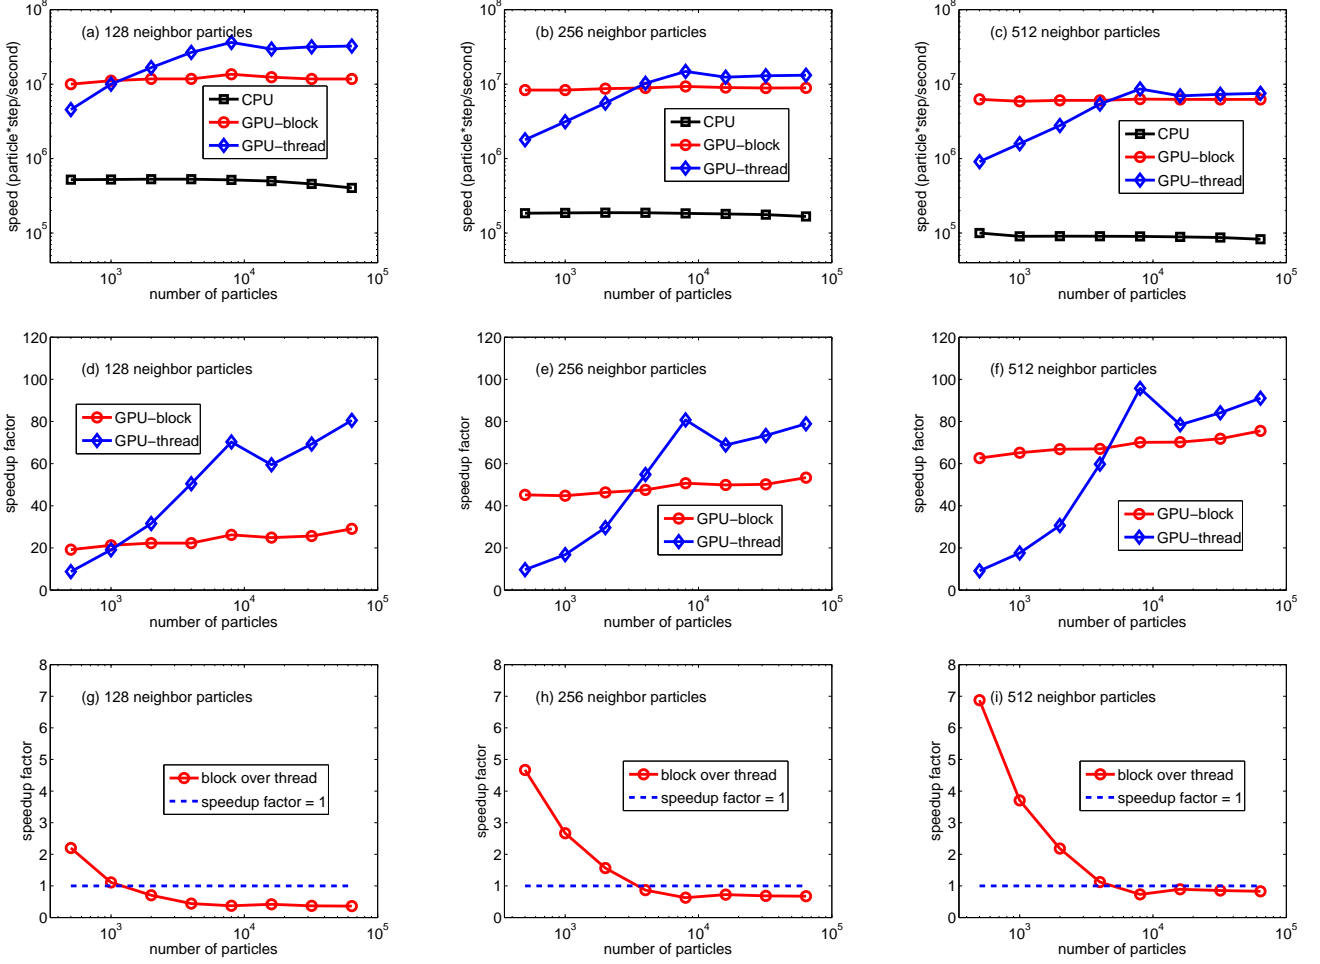 (a) 128 neighbor particles
CPU
GPU-block
GPU-thread
speed (particle*step/second)
10^8
10^7
10^6
10^5
10^3
10^4
10^5
number of particles
(b) 256 neighbor particles
CPU
GPU-block
GPU-thread
speed (particle*step/second)
10^8
10^7
10^6
10^5
10^3
10^4
10^5
number of particles
(c) 512 neighbor particles
CPU
GPU-block
GPU-thread
speed (particle*step/second)
10^8
10^7
10^6
10^5
10^3
10^4
10^5
number of particles
(d) 128 neighbor particles
GPU-block
GPU-thread
speedup factor
120
100
80
60
40
20
0
10^3
10^4
10^5
number of particles
(e) 256 neighbor particles
GPU-block
GPU-thread
speedup factor
120
100
80
60
40
20
0
10^3
10^4
10^5
number of particles
(f) 512 neighbor particles
GPU-block
GPU-thread
speedup factor
120
100
80
60
40
20
0
10^3
10^4
10^5
number of particles
(g) 128 neighbor particles
block over thread
speedup factor = 1
speedup factor
8
7
6
5
4
3
2
1
0
10^3
10^4
10^5
number of particles
(h) 256 neighbor particles
block over thread
speedup factor = 1
speedup factor
8
7
6
5
4
3
2
1
0
10^3
10^4
10^5
number of particles
(i) 512 neighbor particles
block over thread
speedup factor = 1
speedup factor
8
7
6
5
4
3
2
1
0
10^3
10^4
10^5
number of particles